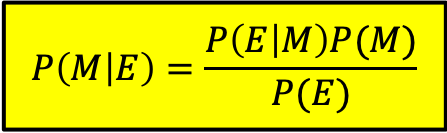 P(M|E) = P(E|M)P(M) / P(E)